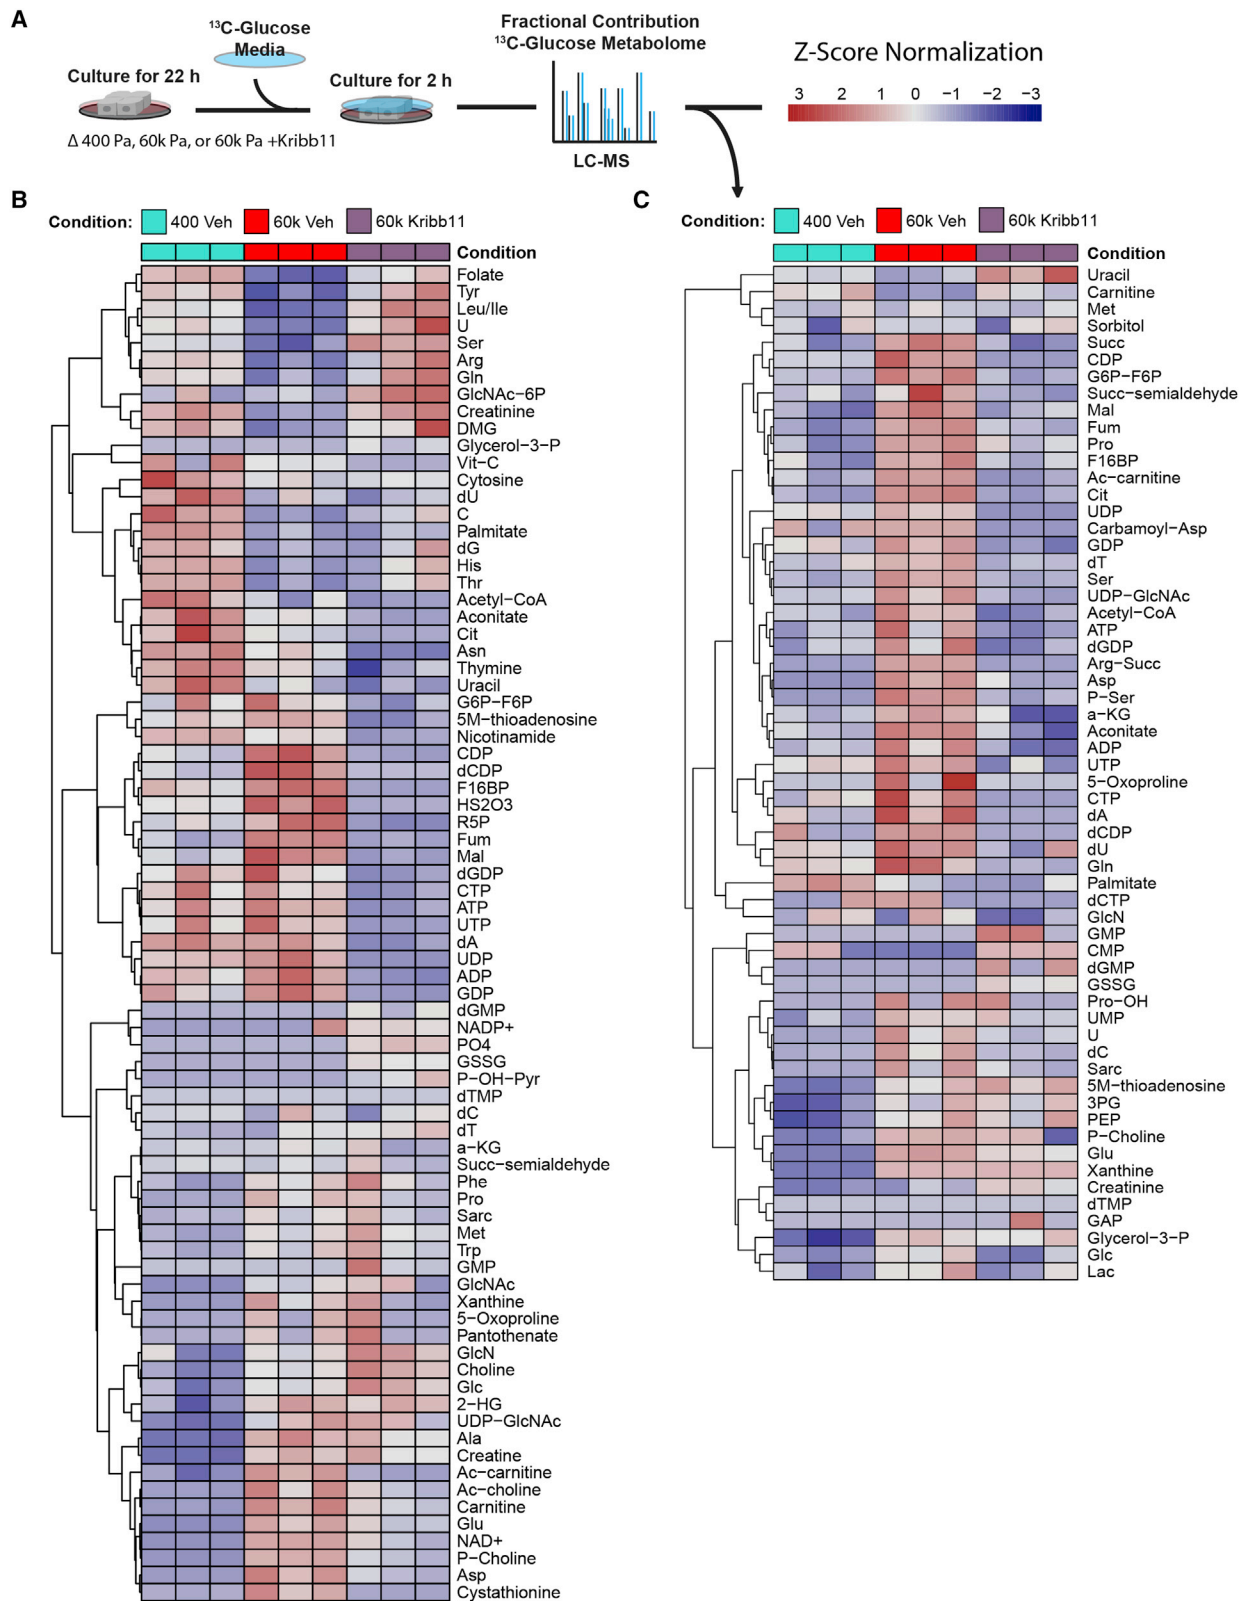 A
¹³C-Glucose
Media
Culture for 22 h
Culture for 2 h
Δ 400 Pa, 60k Pa, or 60k Pa +Kribb11
Fractional Contribution
¹³C-Glucose Metabolome
LC-MS
Z-Score Normalization
3 2 1 0 −1 −2 −3
B
Condition: 400 Veh 60k Veh 60k Kribb11
Condition
Folate
Tyr
Leu/Ile
U
Ser
Arg
Gln
GlcNAc−6P
Creatinine
DMG
Glycerol−3−P
Vit−C
Cytosine
dU
C
Palmitate
dG
His
Thr
Acetyl−CoA
Aconitate
Cit
Asn
Thymine
Uracil
G6P−F6P
5M−thioadenosine
Nicotinamide
CDP
dCDP
F16BP
HS2O3
R5P
Fum
Mal
dGDP
CTP
ATP
UTP
dA
UDP
ADP
GDP
dGMP
NADP+
PO4
GSSG
P−OH−Pyr
dTMP
dC
dT
a−KG
Succ−semialdehyde
Phe
Pro
Sarc
Met
Trp
GMP
GlcNAc
Xanthine
5−Oxoproline
Pantothenate
GlcN
Choline
Glc
2−HG
UDP−GlcNAc
Ala
Creatine
Ac−carnitine
Ac−choline
Carnitine
Glu
NAD+
P−Choline
Asp
Cystathionine
C
Condition: 400 Veh 60k Veh 60k Kribb11
Condition
Uracil
Carnitine
Met
Sorbitol
Succ
CDP
G6P−F6P
Succ−semialdehyde
Mal
Fum
Pro
F16BP
Ac−carnitine
Cit
UDP
Carbamoyl−Asp
GDP
dT
Ser
UDP−GlcNAc
Acetyl−CoA
ATP
dGDP
Arg−Succ
Asp
P−Ser
a−KG
Aconitate
ADP
UTP
5−Oxoproline
CTP
dA
dCDP
dU
Gln
Palmitate
dCTP
GlcN
GMP
CMP
dGMP
GSSG
Pro−OH
UMP
U
dC
Sarc
5M−thioadenosine
3PG
PEP
P−Choline
Glu
Xanthine
Creatinine
dTMP
GAP
Glycerol−3−P
Glc
Lac